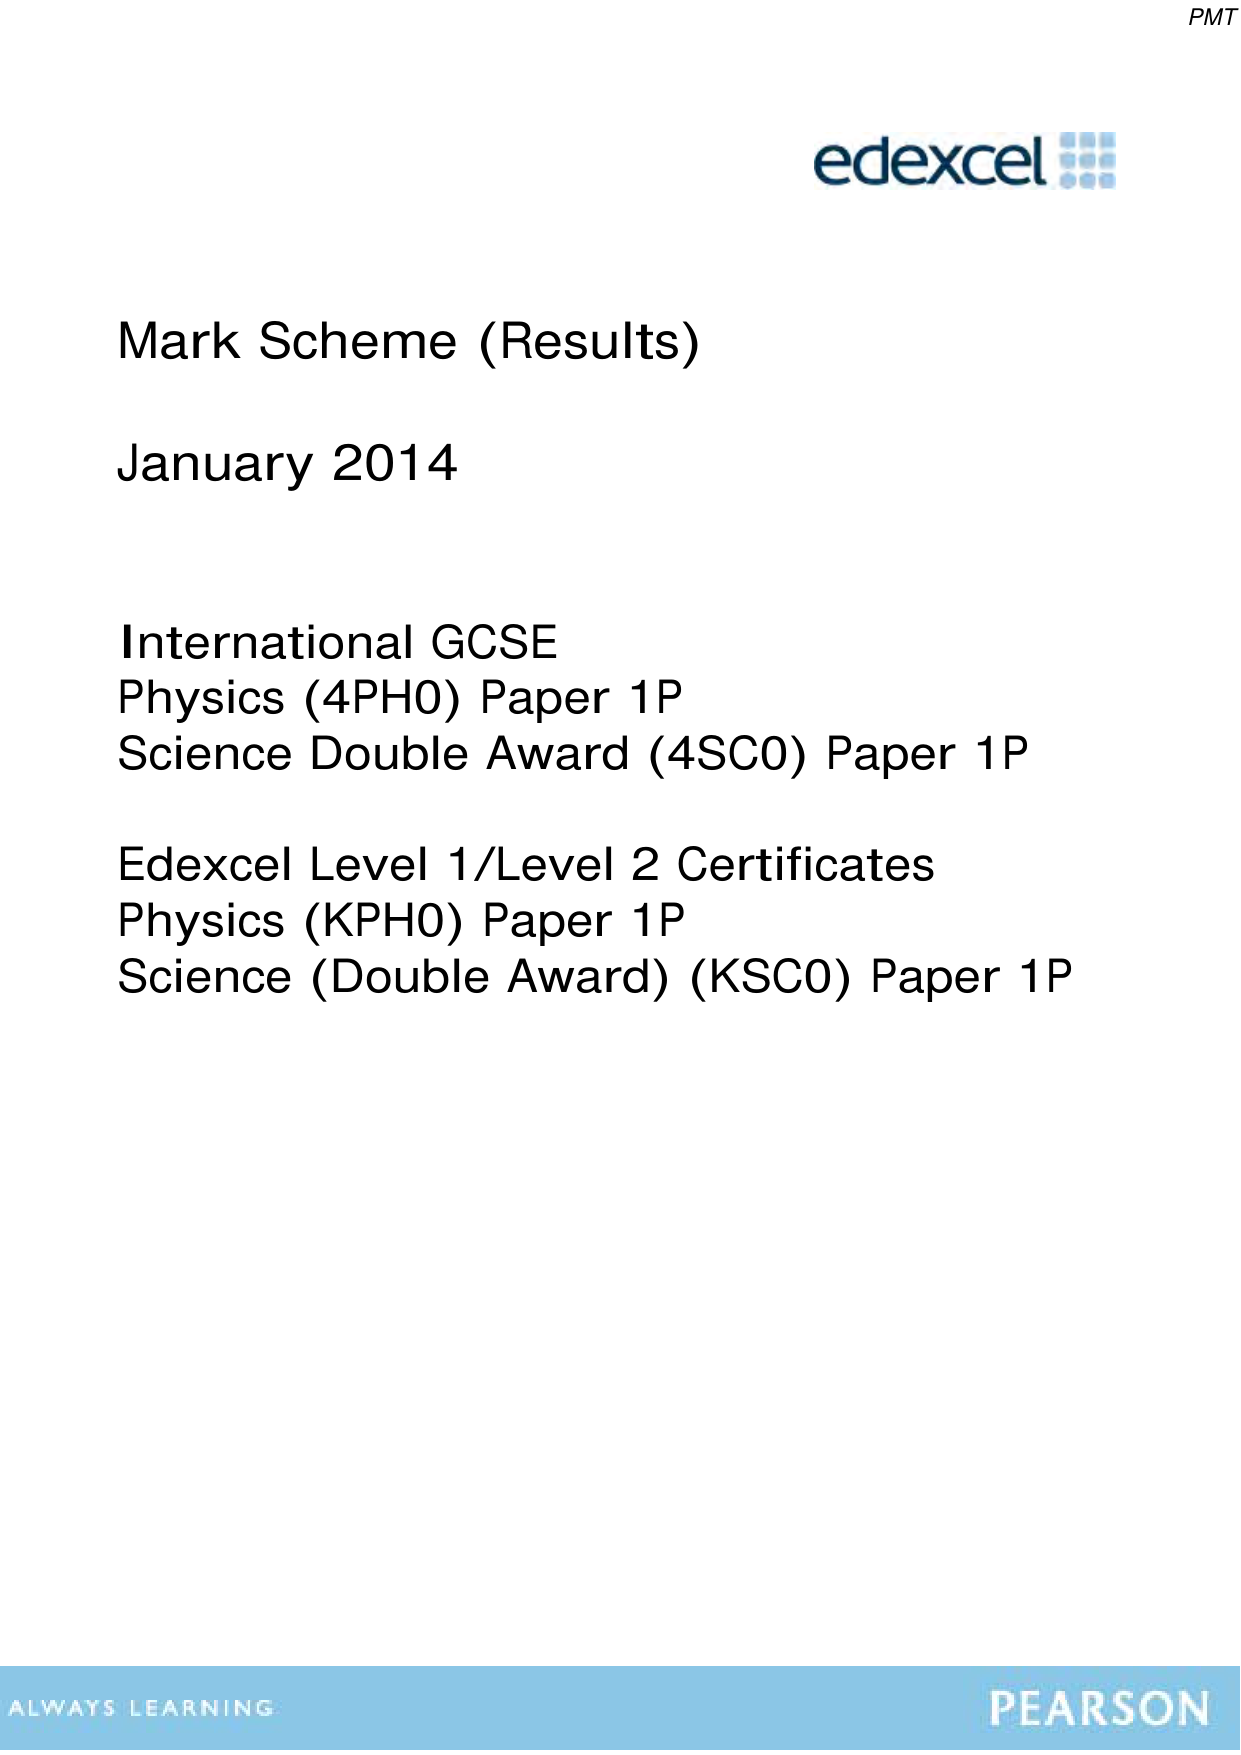 PMT
edexcel
Mark Scheme (Results)
January 2014
International GCSE
Physics (4PH0) Paper 1P
Science Double Award (4SC0) Paper 1P
Edexcel Level 1/Level 2 Certificates
Physics (KPH0) Paper 1P
Science (Double Award) (KSC0) Paper 1P
ALWAYS LEARNING
PEARSON